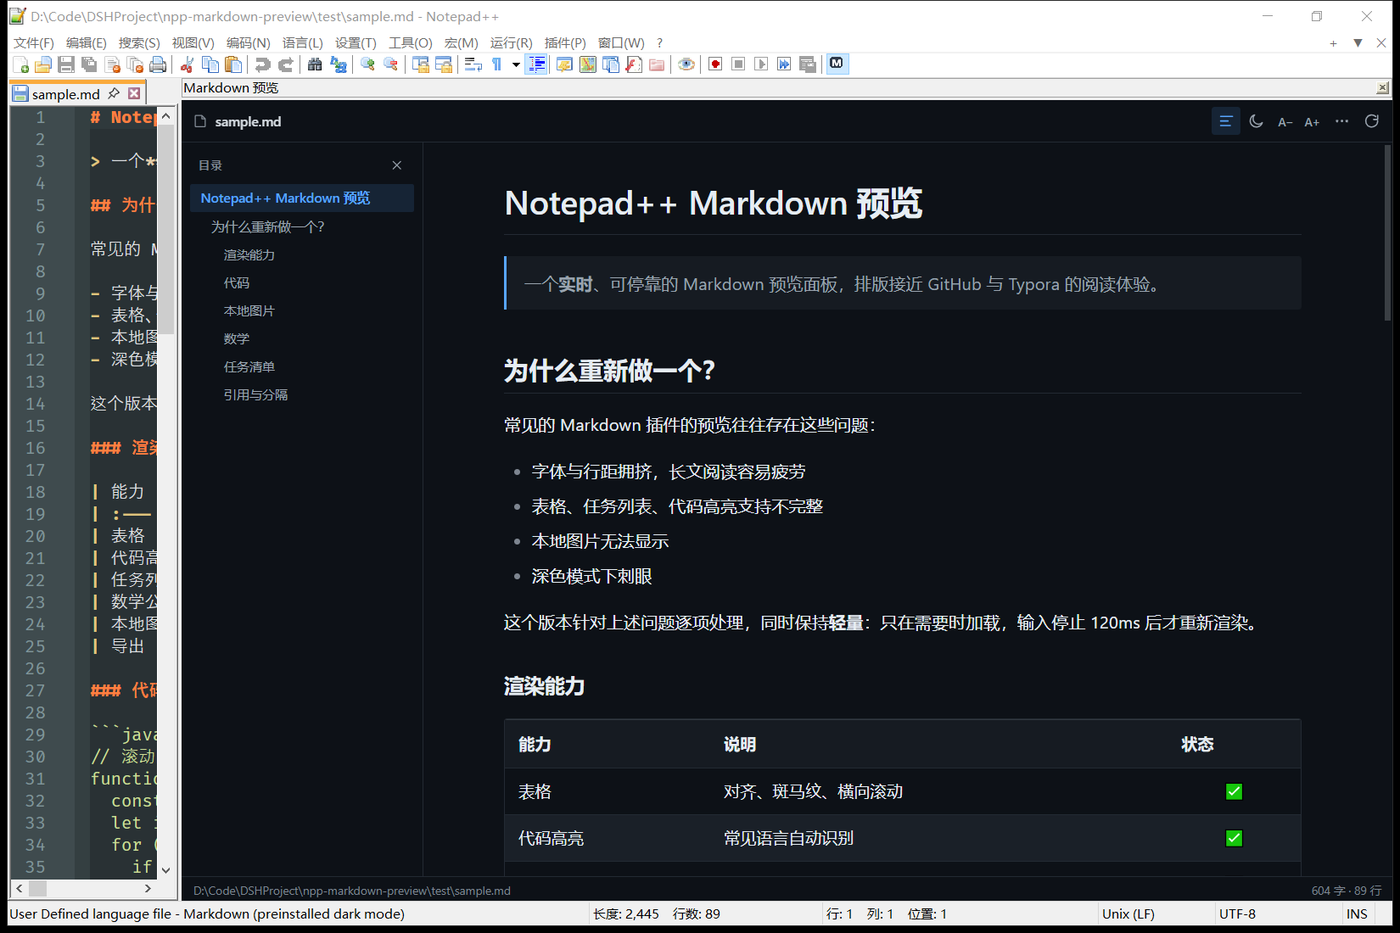 D:\Code\DSHProject\npp-markdown-preview\test\sample.md - Notepad++
文件(F) 编辑(E) 搜索(S) 视图(V) 编码(N) 语言(L) 设置(T) 工具(O) 宏(M) 运行(R) 插件(P) 窗口(W) ?
sample.md
Markdown 预览
1 # Notep
2
3 > 一个**
4
5 ## 为什
6
7 常见的 M
8
9 - 字体与
10 - 表格、
11 - 本地图
12 - 深色模
13
14 这个版本
15
16 ### 渲染
17
18 | 能力
19 | :---
20 | 表格
21 | 代码高
22 | 任务列
23 | 数学公
24 | 本地图
25 | 导出
26
27 ### 代码
28
29 ```java
30 // 滚动
31 functio
32 const
33 let i
34 for (
35 if
sample.md
A− A+
目录
Notepad++ Markdown 预览
为什么重新做一个?
渲染能力
代码
本地图片
数学
任务清单
引用与分隔
Notepad++ Markdown 预览
一个实时、可停靠的 Markdown 预览面板，排版接近 GitHub 与 Typora 的阅读体验。
为什么重新做一个?
常见的 Markdown 插件的预览往往存在这些问题：
• 字体与行距拥挤，长文阅读容易疲劳
• 表格、任务列表、代码高亮支持不完整
• 本地图片无法显示
• 深色模式下刺眼
这个版本针对上述问题逐项处理，同时保持轻量：只在需要时加载，输入停止 120ms 后才重新渲染。
渲染能力
能力 说明 状态
表格 对齐、斑马纹、横向滚动 ✅
代码高亮 常见语言自动识别 ✅
D:\Code\DSHProject\npp-markdown-preview\test\sample.md 604 字 · 89 行
User Defined language file - Markdown (preinstalled dark mode) 长度: 2,445 行数: 89 行: 1 列: 1 位置: 1 Unix (LF) UTF-8 INS